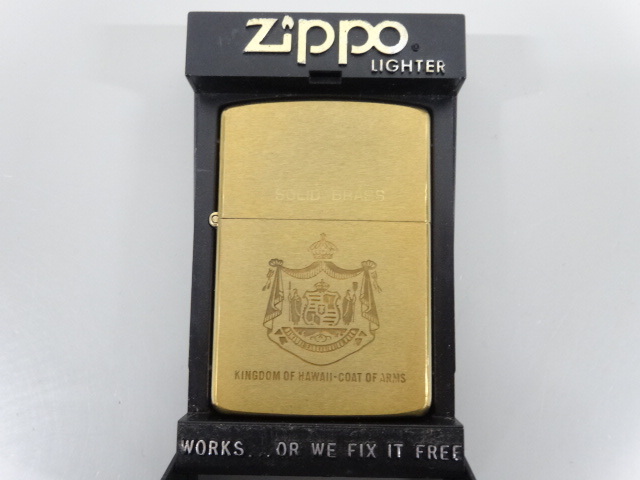 zippo
LIGHTER
SOLID BRASS
KINGDOM OF HAWAII-COAT OF ARMS
WORKS...OR WE FIX IT FREE